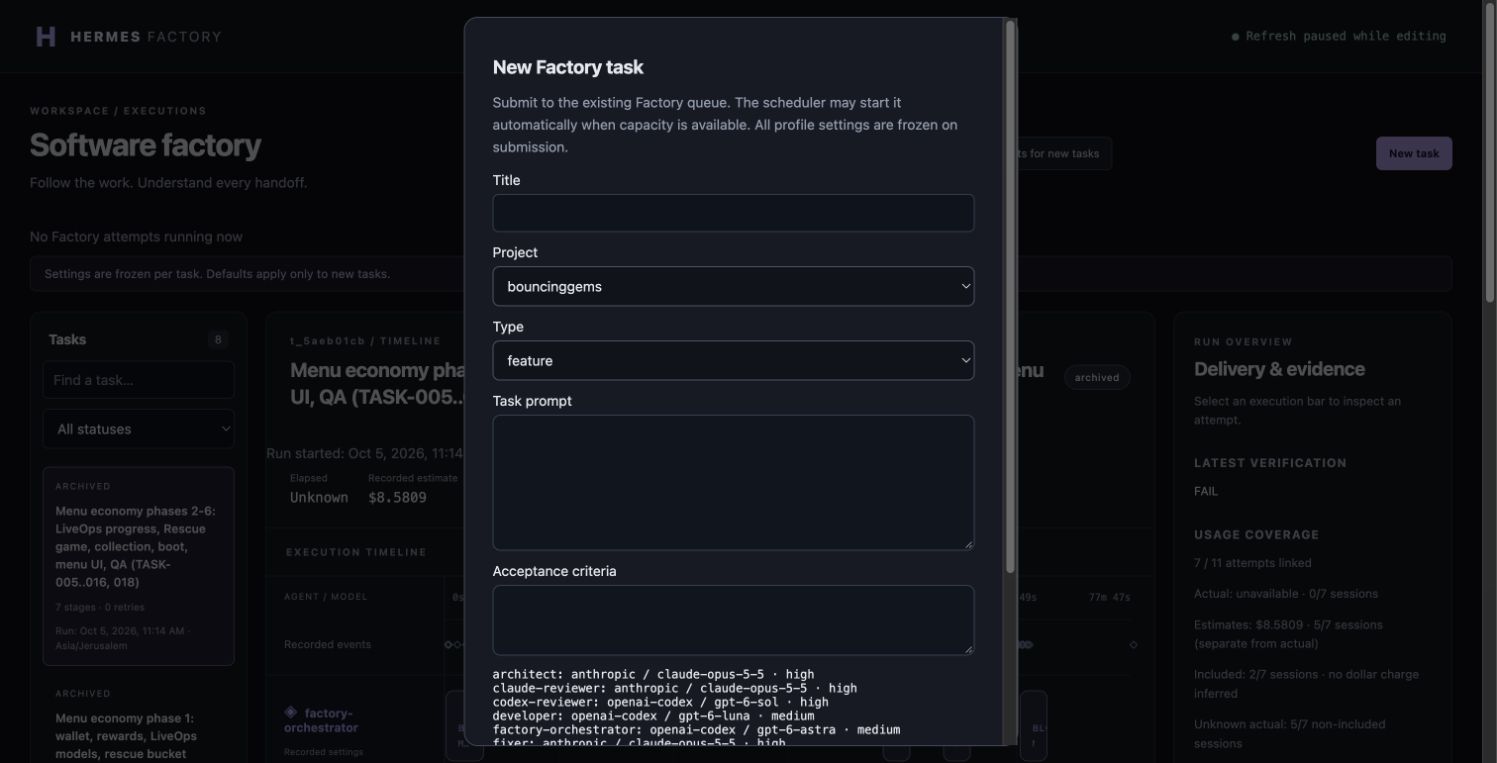 HERMES FACTORY
Refresh paused while editing
WORKSPACE / EXECUTIONS
Software factory
Follow the work. Understand every handoff.
ts for new tasks
New task
No Factory attempts running now
Settings are frozen per task. Defaults apply only to new tasks.
Tasks
8
Find a task...
All statuses
ARCHIVED
Menu economy phases 2-6:
LiveOps progress, Rescue
game, collection, boot,
menu UI, QA (TASK-
005..016, 018)
7 stages · 0 retries
Run: Oct 5, 2026, 11:14 AM ·
Asia/Jerusalem
ARCHIVED
Menu economy phase 1:
wallet, rewards, LiveOps
models, rescue bucket
t_5aeb01cb / TIMELINE
Menu economy pha
UI, QA (TASK-005..
nu
archived
Run started: Oct 5, 2026, 11:14
Elapsed
Recorded estimate
Unknown
$8.5809
EXECUTION TIMELINE
AGENT / MODEL
0s
49s
77m 47s
Recorded events
factory-
orchestrator
Recorded settings
New Factory task
Submit to the existing Factory queue. The scheduler may start it
automatically when capacity is available. All profile settings are frozen on
submission.
Title
Project
bouncinggems
Type
feature
Task prompt
Acceptance criteria
architect: anthropic / claude-opus-5-5 · high
claude-reviewer: anthropic / claude-opus-5-5 · high
codex-reviewer: openai-codex / gpt-6-sol · high
developer: openai-codex / gpt-6-luna · medium
factory-orchestrator: openai-codex / gpt-6-astra · medium
fixer: anthropic / claude-opus-5-5 · high
RUN OVERVIEW
Delivery & evidence
Select an execution bar to inspect an
attempt.
LATEST VERIFICATION
FAIL
USAGE COVERAGE
7 / 11 attempts linked
Actual: unavailable · 0/7 sessions
Estimates: $8.5809 · 5/7 sessions
(separate from actual)
Included: 2/7 sessions · no dollar charge
inferred
Unknown actual: 5/7 non-included
sessions